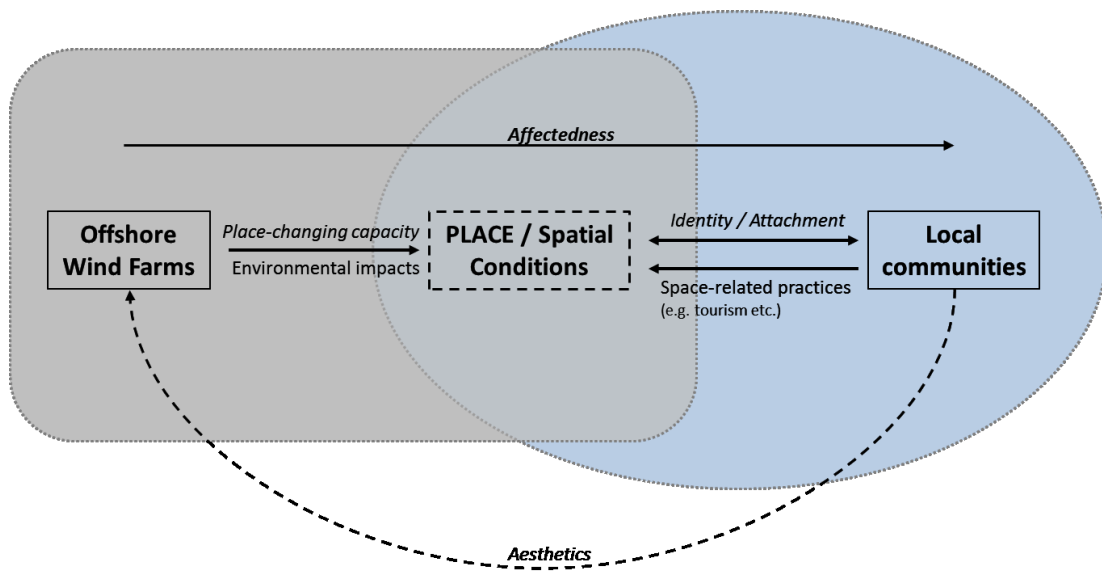 Affectedness
Offshore
Wind Farms
Place-changing capacity
Environmental impacts
PLACE / Spatial
Conditions
Identity / Attachment
Space-related practices
(e.g. tourism etc.)
Local
communities
Aesthetics